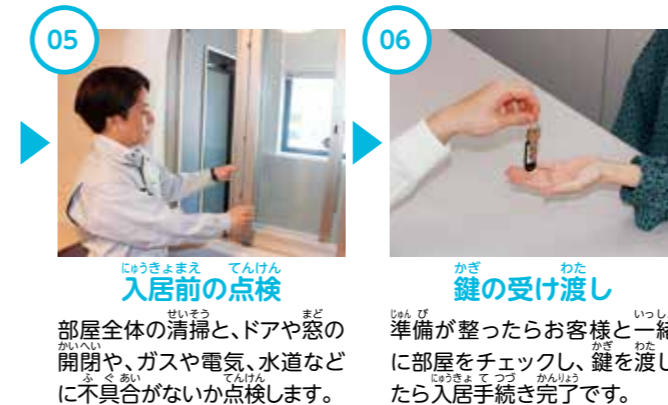 05
入居前の点検
部屋全体の清掃と、ドアや窓の
開閉や、ガスや電気、水道など
に不具合がないか点検します。
06
鍵の受け渡し
準備が整ったらお客様と一緒
に部屋をチェックし、鍵を渡し
たら入居手続き完了です。